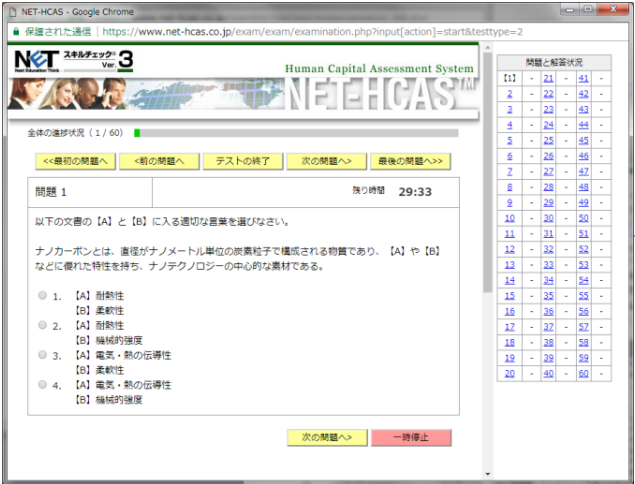 NET-HCAS - Google Chrome
保護された通信 | https://www.net-hcas.co.jp/exam/exam/examination.php?input[action]=start&testtype=2
NET スキルチェック® Ver.3
Next Education Think
Human Capital Assessment System
NET-HCAS™
全体の進捗状況 ( 1 / 60)
<<最初の問題へ <前の問題へ テストの終了 次の問題へ> 最後の問題へ>>
問題 1 残り時間 29:33
以下の文書の【A】と【B】に入る適切な言葉を選びなさい。
ナノカーボンとは、直径がナノメートル単位の炭素粒子で構成される物質であり、【A】や【B】
などに優れた特性を持ち、ナノテクノロジーの中心的な素材である。
1. 【A】耐熱性
【B】柔軟性
2. 【A】耐熱性
【B】機械的強度
3. 【A】電気・熱の伝導性
【B】柔軟性
4. 【A】電気・熱の伝導性
【B】機械的強度
次の問題へ> 一時停止
問題と解答状況
【1】 - 21 - 41 -
2 - 22 - 42 -
3 - 23 - 43 -
4 - 24 - 44 -
5 - 25 - 45 -
6 - 26 - 46 -
7 - 27 - 47 -
8 - 28 - 48 -
9 - 29 - 49 -
10 - 30 - 50 -
11 - 31 - 51 -
12 - 32 - 52 -
13 - 33 - 53 -
14 - 34 - 54 -
15 - 35 - 55 -
16 - 36 - 56 -
17 - 37 - 57 -
18 - 38 - 58 -
19 - 39 - 59 -
20 - 40 - 60 -